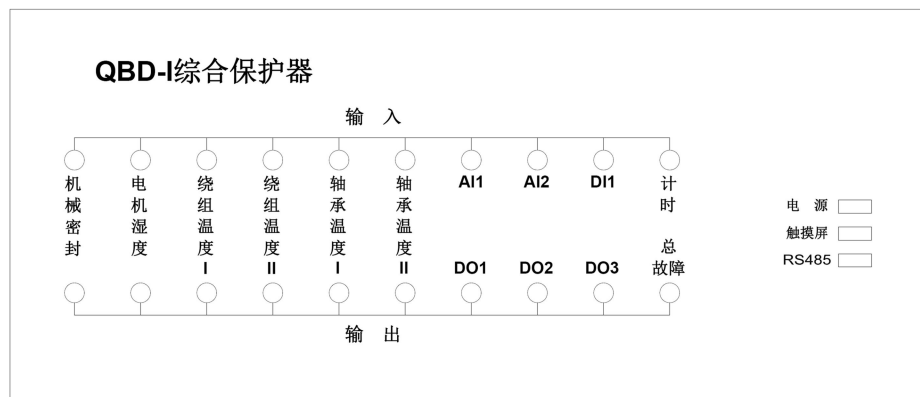 QBD-I综合保护器
输 入
机械密封
电机湿度
绕组温度I
绕组温度II
轴承温度I
轴承温度II
AI1
AI2
DI1
计时
DO1
DO2
DO3
总故障
输 出
电 源
触摸屏
RS485